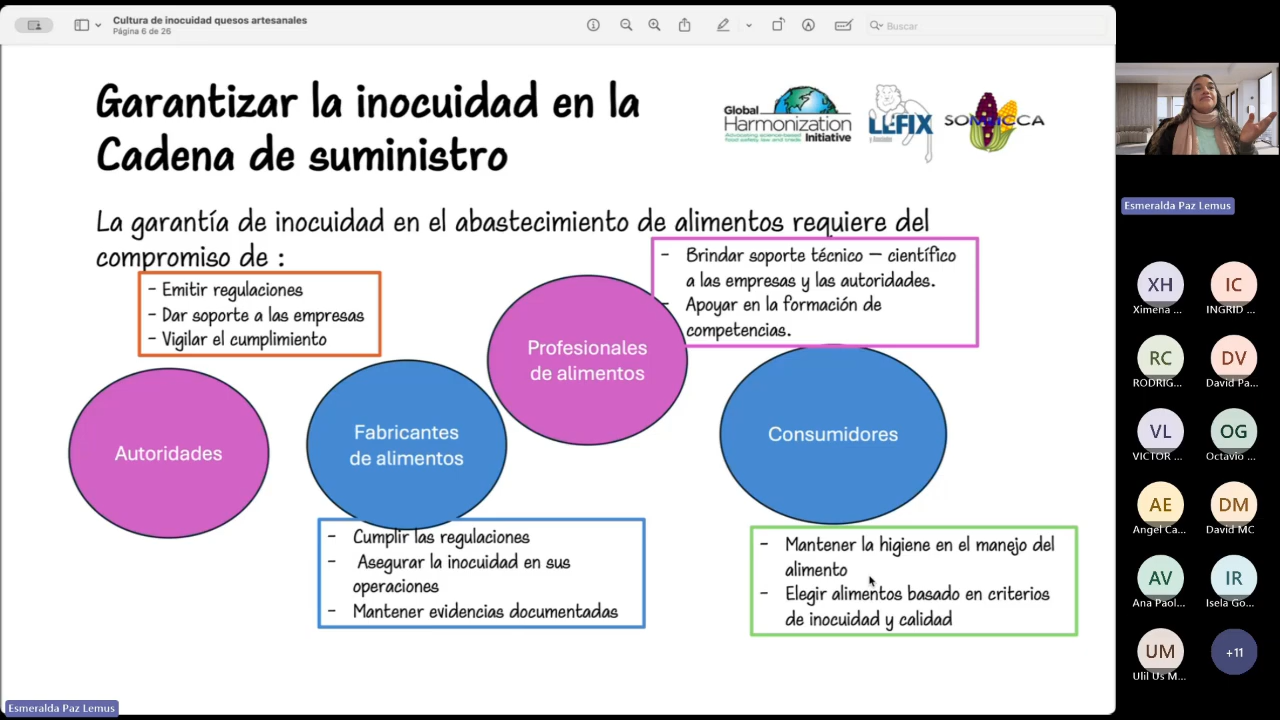 Cultura de inocuidad quesos artesanales
Página 6 de 26
Buscar
Garantizar la inocuidad en la
Cadena de suministro
Global
Harmonization
Initiative
LEFIX
SOMEICCA
La garantía de inocuidad en el abastecimiento de alimentos requiere del
compromiso de :
- Emitir regulaciones
- Dar soporte a las empresas
- Vigilar el cumplimiento
- Brindar soporte técnico – científico
a las empresas y las autoridades.
- Apoyar en la formación de
competencias.
Autoridades
Fabricantes
de alimentos
Profesionales
de alimentos
Consumidores
- Cumplir las regulaciones
- Asegurar la inocuidad en sus
operaciones
- Mantener evidencias documentadas
- Mantener la higiene en el manejo del
alimento
- Elegir alimentos basado en criterios
de inocuidad y calidad
Esmeralda Paz Lemus
Esmeralda Paz Lemus
XH
Ximena ...
IC
INGRID ...
RC
RODRIG...
DV
David Pa...
VL
VICTOR ...
OG
Octavio ...
AE
Angel Ca...
DM
David MC
AV
Ana Paol...
IR
Isela Go...
UM
Ulil Us M...
+11